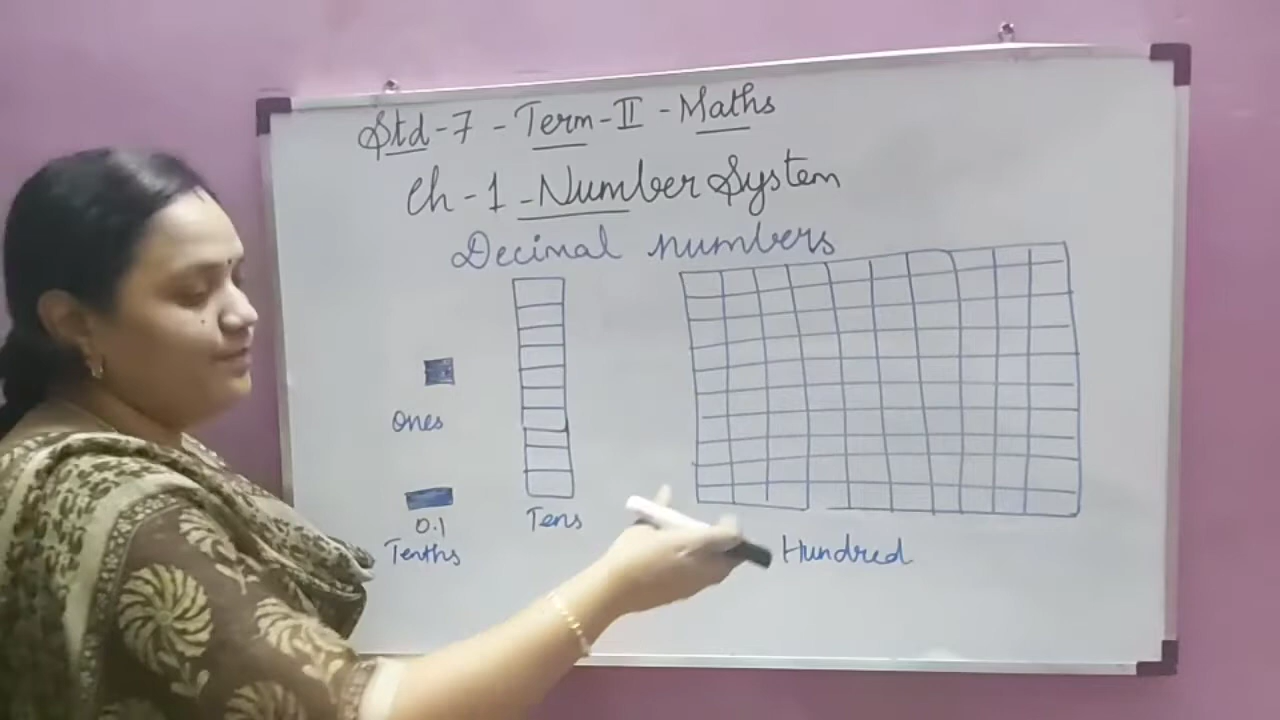 Std-7 - Term-II - Maths
Ch-1 - Number System
Decimal numbers
Ones
0.1
Tenths
Tens
Hundred